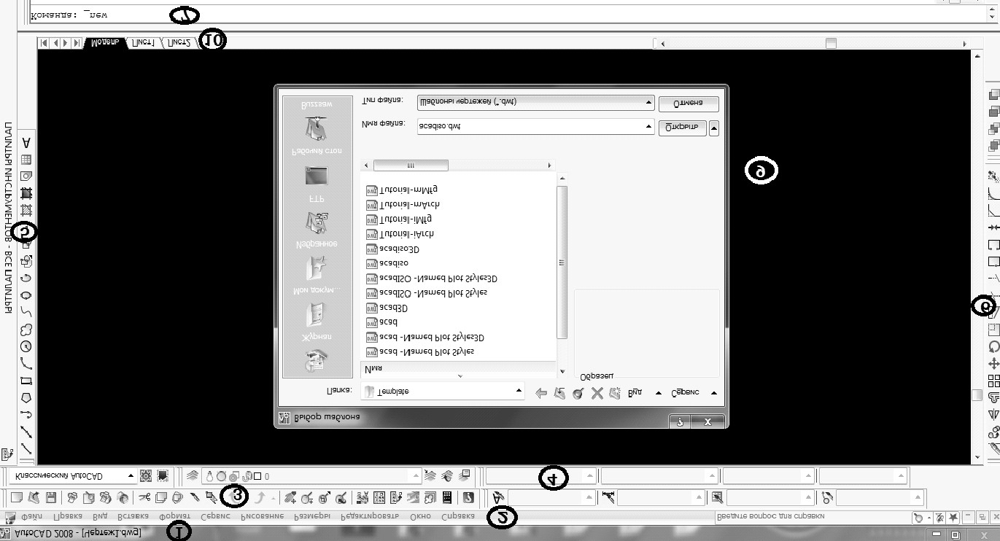 AutoCAD 2008 - [Чертеж1.dwg]
1
Файл Правка Вид Вставка Формат Сервис Рисование Размеры Редактировать Окно Справка
2
Введите вопрос для справки
3
Классический AutoCAD
0
4
ПАЛИТРЫ ИНСТРУМЕНТОВ - ВСЕ ПАЛИТРЫ
5
6
Выбор шаблона
Папка: Template
Вид Сервис
Журнал
Мои докум...
Избранное
FTP
Рабочий стол
Buzzsaw
Имя
acad -Named Plot Styles
acad -Named Plot Styles3D
acad
acad3D
acadISO -Named Plot Styles
acadISO -Named Plot Styles3D
acadiso
acadiso3D
Tutorial-iArch
Tutorial-iMfg
Tutorial-mArch
Tutorial-mMfg
Образец
Имя файла: acadiso.dwt
Открыть
Тип файла: Шаблоны чертежей (*.dwt)
Отмена
9
Модель Лист1 Лист2
10
Команда: _new
7